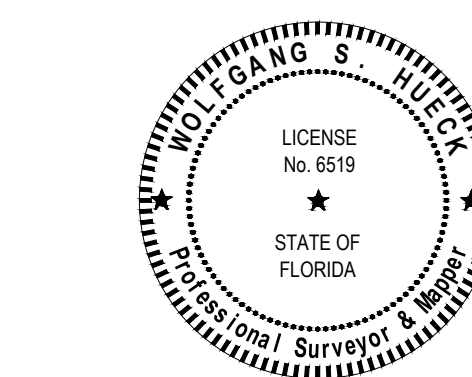 WOLFGANG S. HUECK
LICENSE
No. 6519
STATE OF
FLORIDA
Professional Surveyor & Mapper